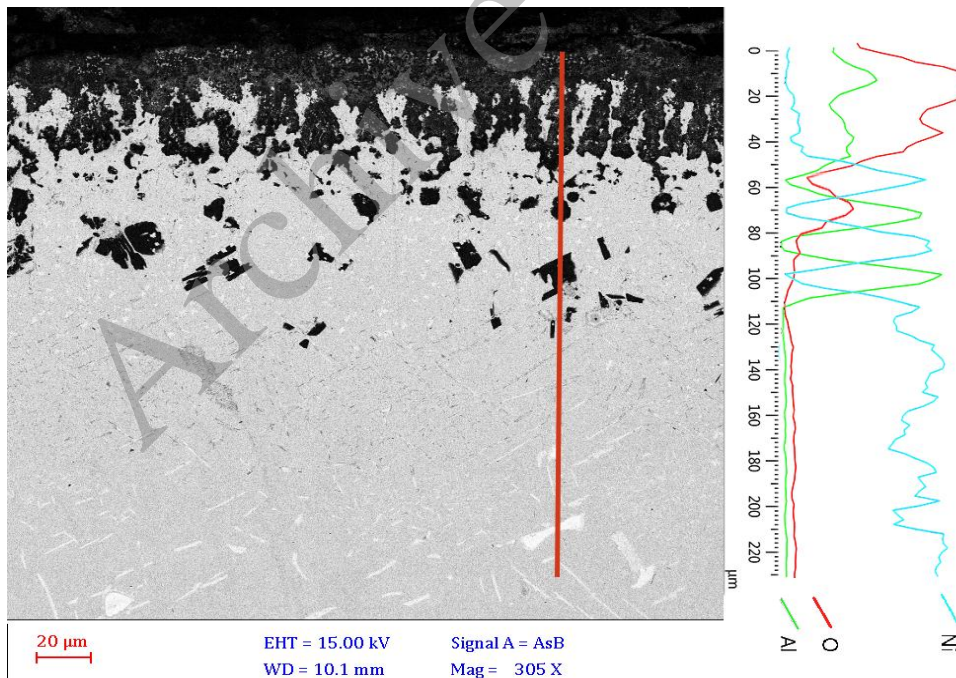 Archive
0
20
40
60
80
100
120
140
160
180
200
220
µm
Al
O
Ni
20 µm
EHT = 15.00 kV
Signal A = AsB
WD = 10.1 mm
Mag = 305 X